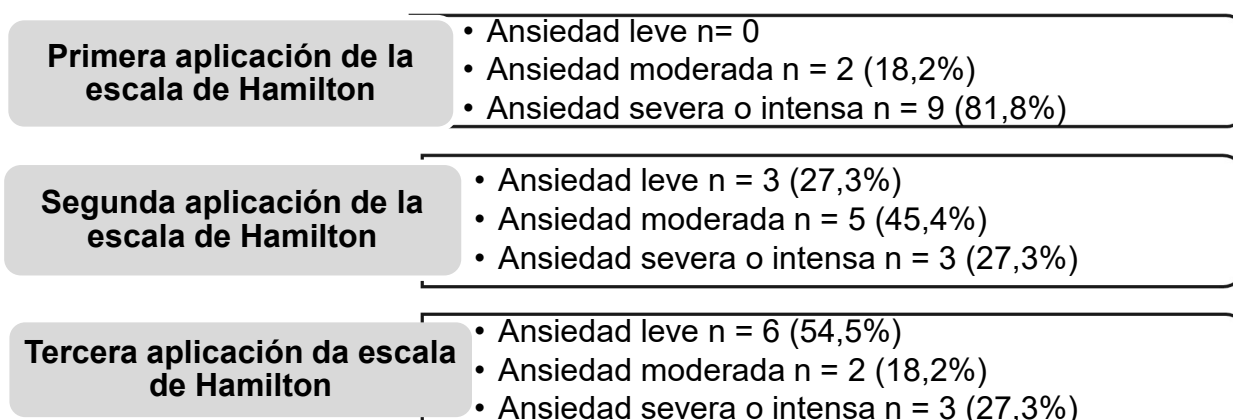 Primera aplicación de la
escala de Hamilton
• Ansiedad leve n= 0
• Ansiedad moderada n = 2 (18,2%)
• Ansiedad severa o intensa n = 9 (81,8%)
Segunda aplicación de la
escala de Hamilton
• Ansiedad leve n = 3 (27,3%)
• Ansiedad moderada n = 5 (45,4%)
• Ansiedad severa o intensa n = 3 (27,3%)
Tercera aplicación da escala
de Hamilton
• Ansiedad leve n = 6 (54,5%)
• Ansiedad moderada n = 2 (18,2%)
• Ansiedad severa o intensa n = 3 (27,3%)